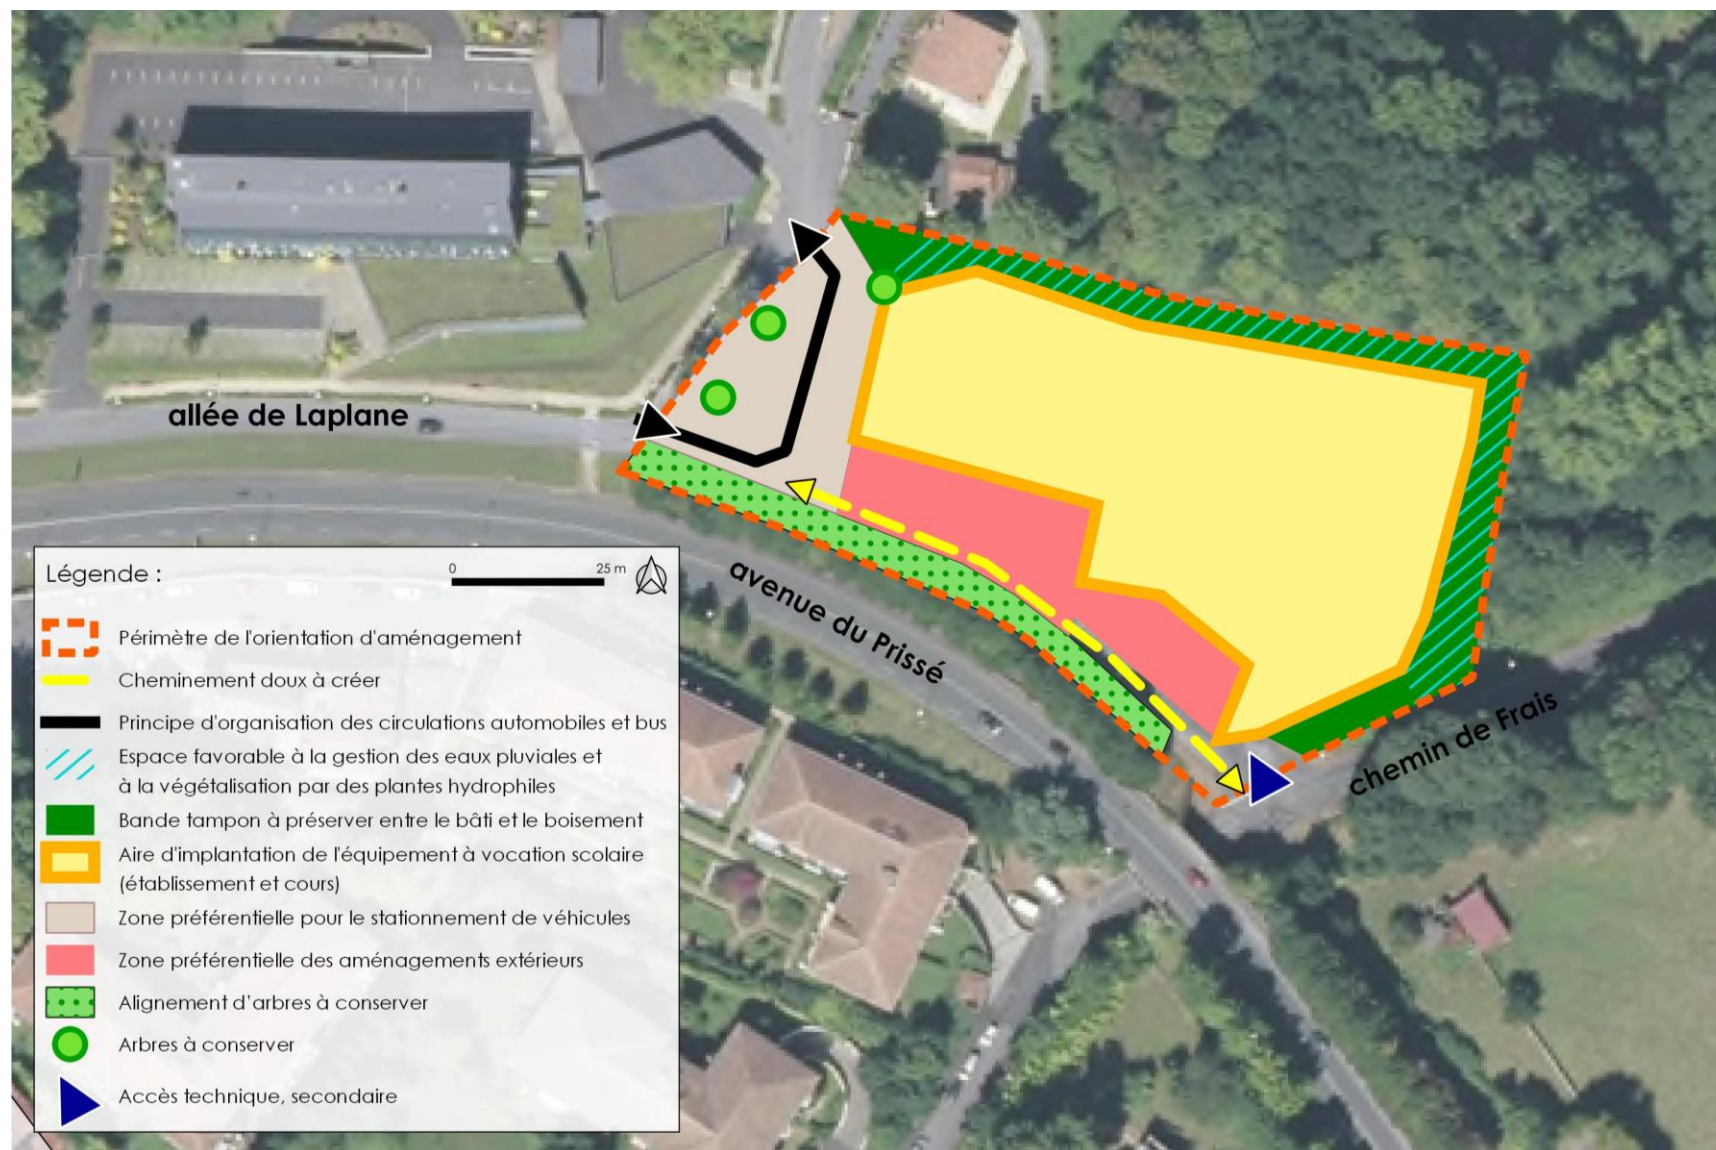 allée de Laplane
avenue du Prissé
chemin de Frais
Légende :
0 25 m
Périmètre de l'orientation d'aménagement
Cheminement doux à créer
Principe d'organisation des circulations automobiles et bus
Espace favorable à la gestion des eaux pluviales et
à la végétalisation par des plantes hydrophiles
Bande tampon à préserver entre le bâti et le boisement
Aire d'implantation de l'équipement à vocation scolaire
(établissement et cours)
Zone préférentielle pour le stationnement de véhicules
Zone préférentielle des aménagements extérieurs
Alignement d'arbres à conserver
Arbres à conserver
Accès technique, secondaire